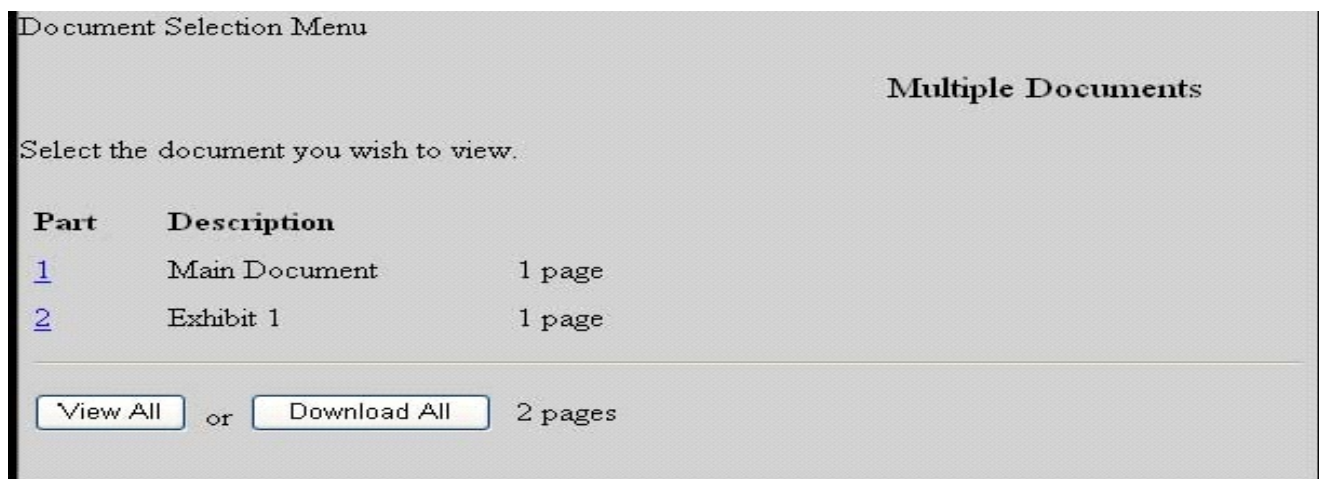 Document Selection Menu
Multiple Documents
Select the document you wish to view.
Part Description
1 Main Document 1 page
2 Exhibit 1 1 page
View All or Download All 2 pages